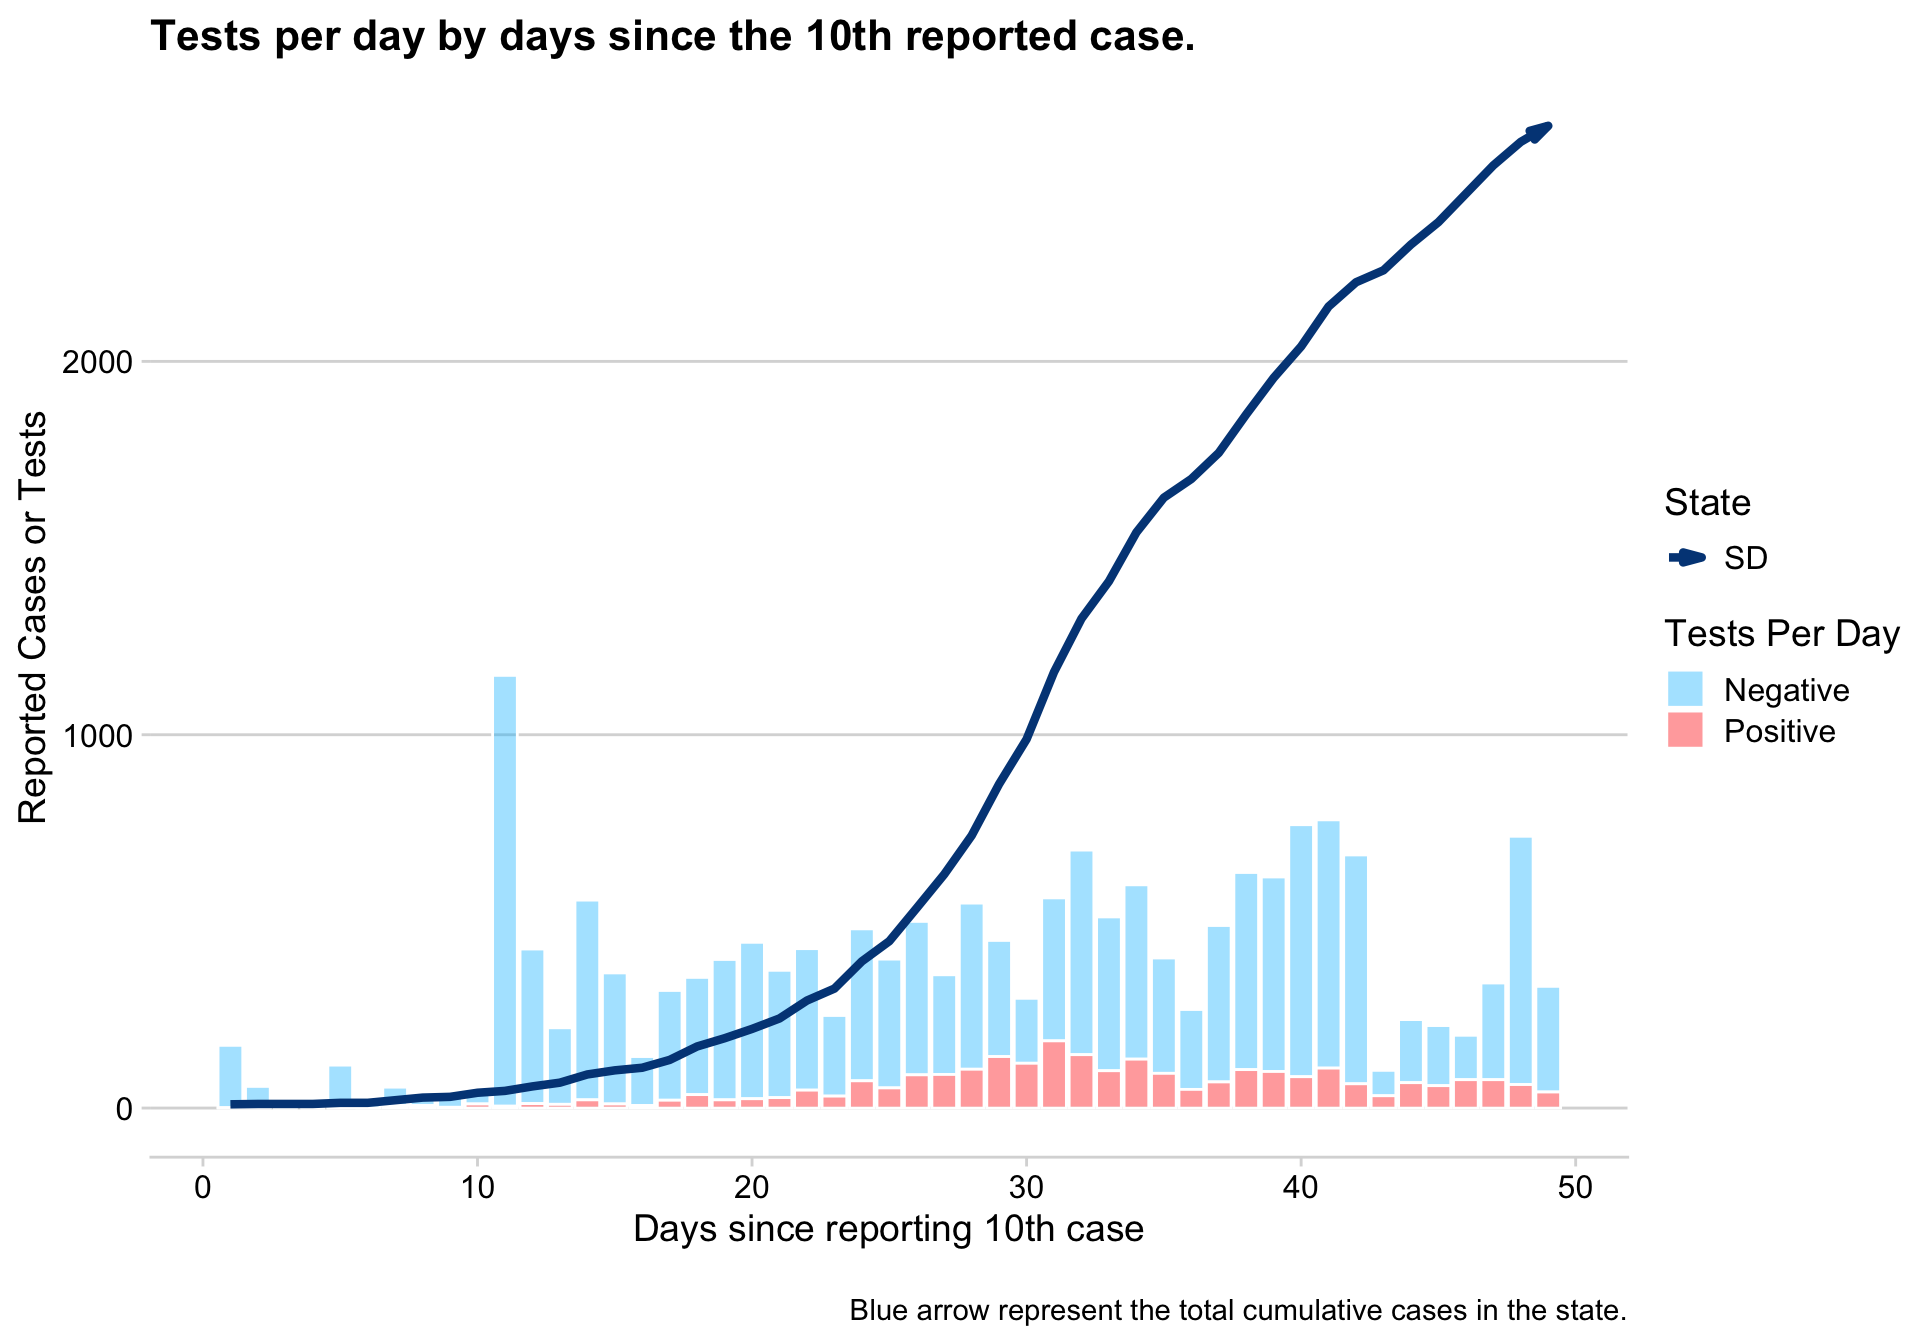 Tests per day by days since the 10th reported case.
Reported Cases or Tests
2000
1000
0
0 10 20 30 40 50
Days since reporting 10th case
State
SD
Tests Per Day
Negative
Positive
Blue arrow represent the total cumulative cases in the state.